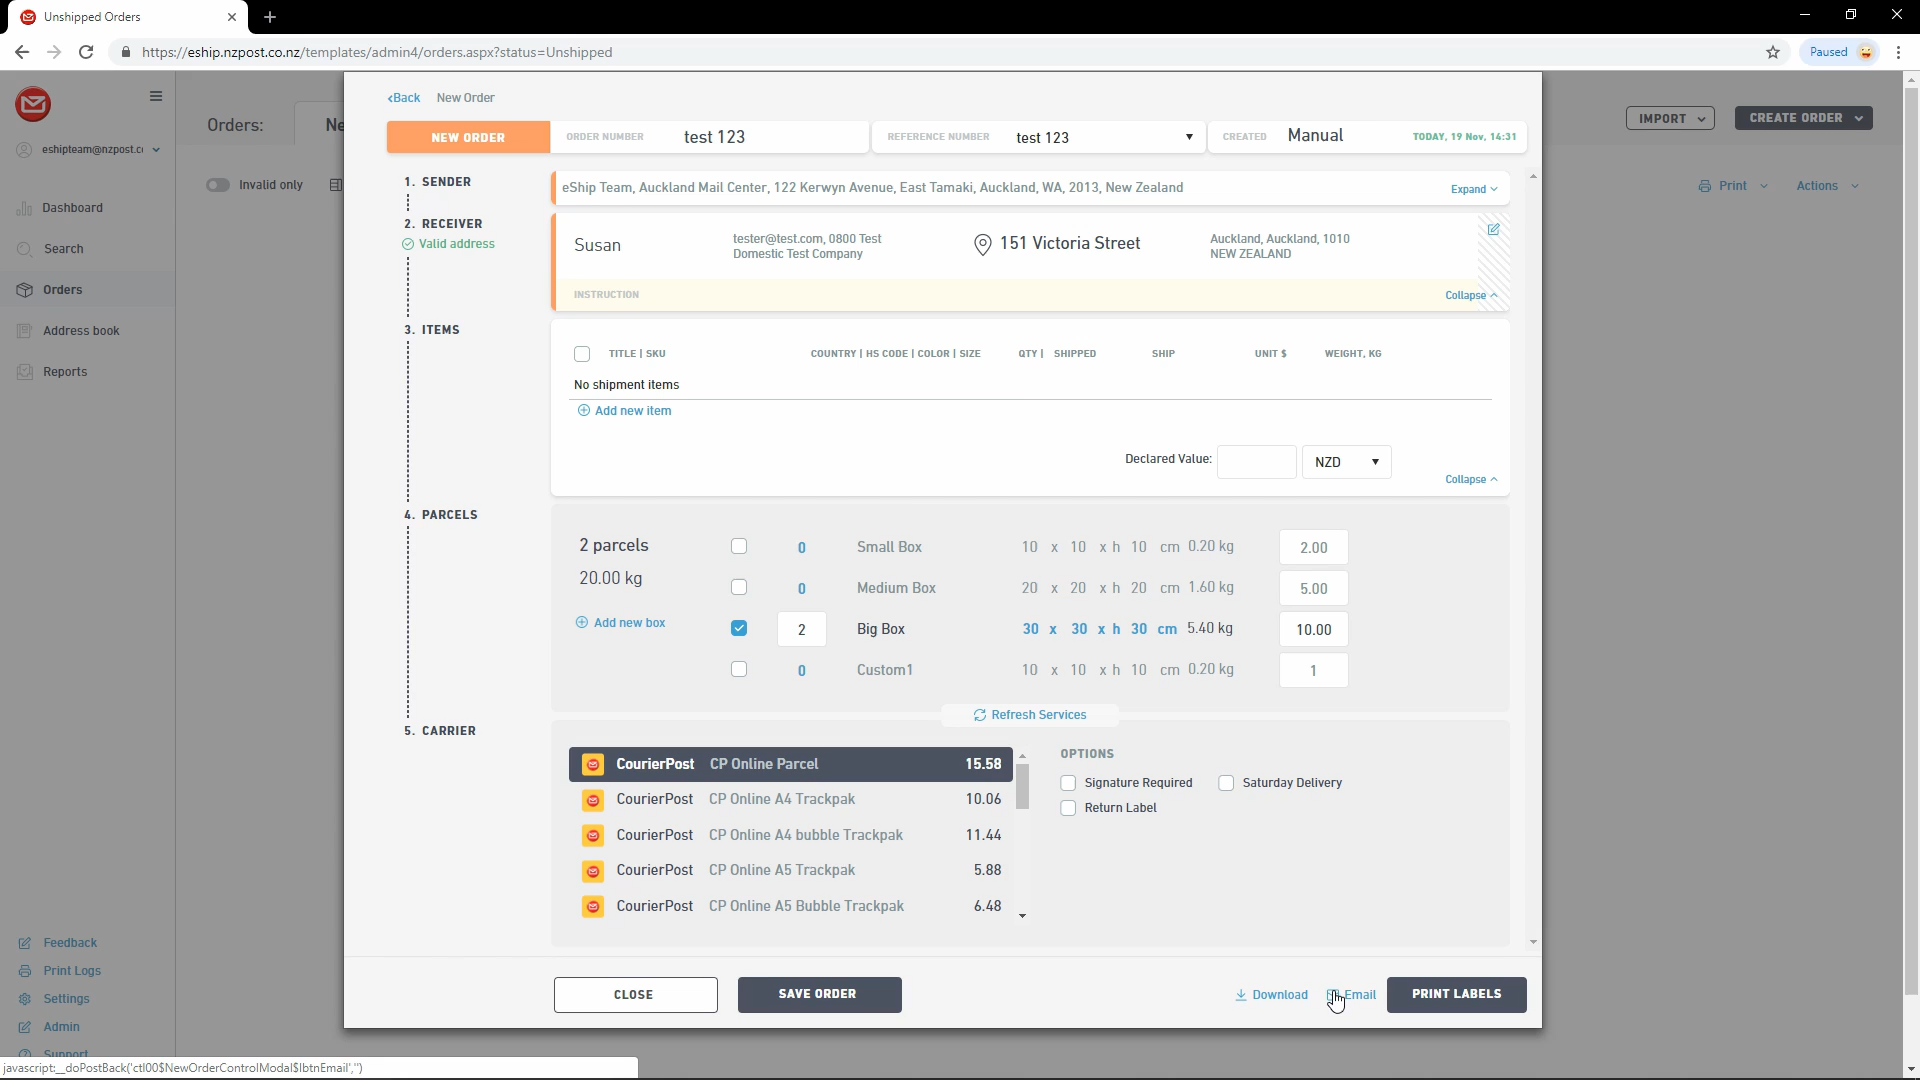 Unshipped Orders
https://eship.nzpost.co.nz/templates/admin4/orders.aspx?status=Unshipped
Paused
‹Back New Order
NEW ORDER ORDER NUMBER test 123 REFERENCE NUMBER test 123 CREATED Manual TODAY, 19 Nov, 14:31
Orders: Ne
IMPORT CREATE ORDER
eshipteam@nzpost.c
Invalid only
Print Actions
Dashboard
Search
Orders
Address book
Reports
1. SENDER
eShip Team, Auckland Mail Center, 122 Kerwyn Avenue, East Tamaki, Auckland, WA, 2013, New Zealand Expand
2. RECEIVER
Valid address
Susan
tester@test.com, 0800 Test
Domestic Test Company
151 Victoria Street
Auckland, Auckland, 1010
NEW ZEALAND
INSTRUCTION Collapse
3. ITEMS
TITLE | SKU COUNTRY | HS CODE | COLOR | SIZE QTY | SHIPPED SHIP UNIT $ WEIGHT, KG
No shipment items
Add new item
Declared Value: NZD
Collapse
4. PARCELS
2 parcels
20.00 kg
Add new box
0 Small Box 10 x 10 x h 10 cm 0.20 kg 2.00
0 Medium Box 20 x 20 x h 20 cm 1.60 kg 5.00
2 Big Box 30 x 30 x h 30 cm 5.40 kg 10.00
0 Custom1 10 x 10 x h 10 cm 0.20 kg 1
Refresh Services
5. CARRIER
CourierPost CP Online Parcel 15.58
CourierPost CP Online A4 Trackpak 10.06
CourierPost CP Online A4 bubble Trackpak 11.44
CourierPost CP Online A5 Trackpak 5.88
CourierPost CP Online A5 Bubble Trackpak 6.48
OPTIONS
Signature Required Saturday Delivery
Return Label
CLOSE SAVE ORDER Download Email PRINT LABELS
Feedback
Print Logs
Settings
Admin
Support
javascript:__doPostBack('ctl00$NewOrderControlModal$lbtnEmail','')